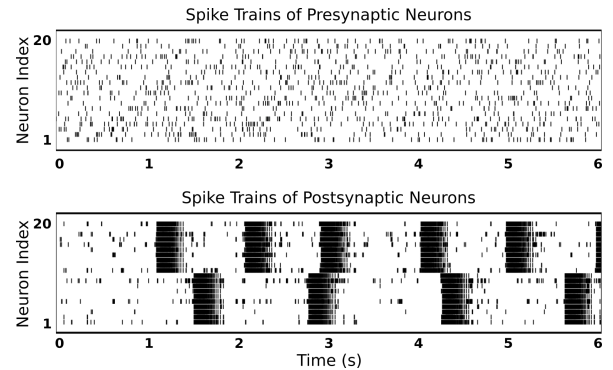 Spike Trains of Presynaptic Neurons
Neuron Index
20
1
0 1 2 3 4 5 6
Spike Trains of Postsynaptic Neurons
Neuron Index
20
1
0 1 2 3 4 5 6
Time (s)